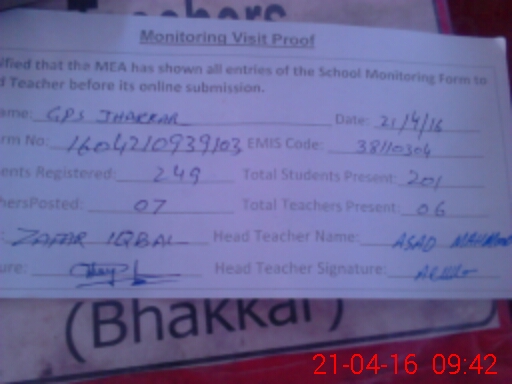 Teachers
Monitoring Visit Proof
ified that the MEA has shown all entries of the School Monitoring Form to
d Teacher before its online submission.
ame: GPS JHAKKAR Date: 21/4/16
rm No: 1604210939103 EMIS Code: 38110304
ents Registered: 249 Total Students Present: 201
hersPosted: 07 Total Teachers Present: 06
: ZAFAR IQBAL Head Teacher Name: ASAD MAHMOOD
ure: Head Teacher Signature:
(Bhakkar)
21-04-16 09:42